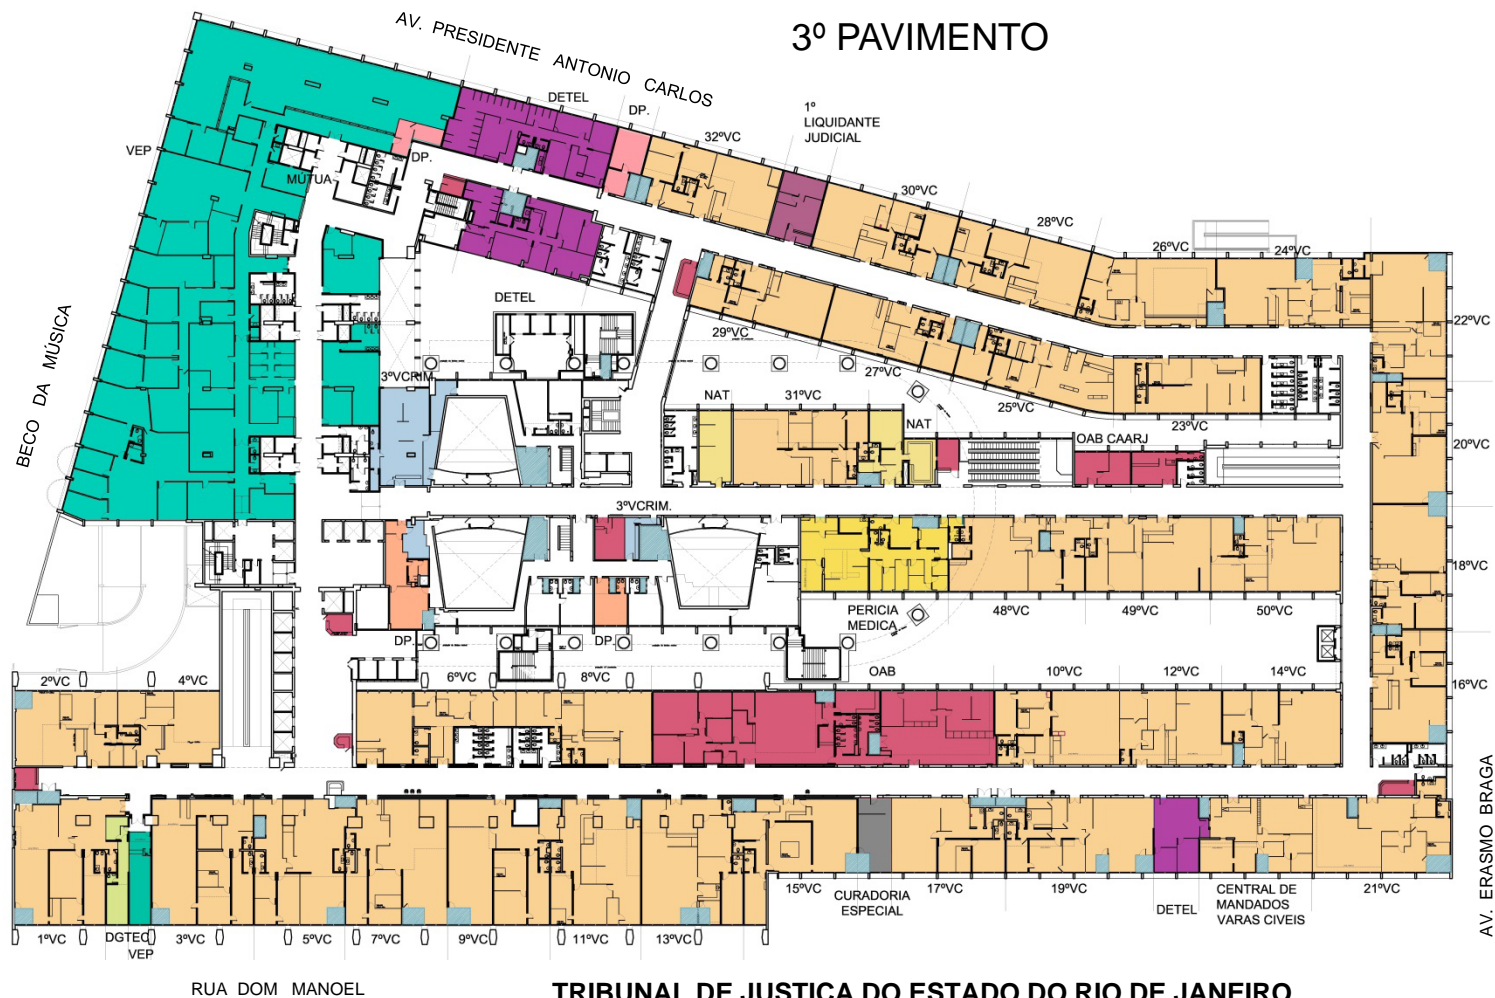 3º PAVIMENTO
AV. PRESIDENTE ANTONIO CARLOS
DETEL
DP.
1º
LIQUIDANTE
JUDICIAL
32ºVC
VEP
DP.
MÚTUA
30ºVC
28ºVC
26ºVC
24ºVC
DETEL
22ºVC
29ºVC
BECO DA MÚSICA
3ºVCRIM.
27ºVC
NAT
31ºVC
25ºVC
NAT
23ºVC
OAB CAARJ
20ºVC
3ºVCRIM.
18ºVC
PERICIA
MEDICA
48ºVC
49ºVC
50ºVC
DP.
DP.
2ºVC
4ºVC
6ºVC
8ºVC
OAB
10ºVC
12ºVC
14ºVC
16ºVC
AV. ERASMO BRAGA
15ºVC
CURADORIA
ESPECIAL
17ºVC
19ºVC
DETEL
CENTRAL DE
MANDADOS
VARAS CIVEIS
21ºVC
1ºVC
DGTEC
VEP
3ºVC
5ºVC
7ºVC
9ºVC
11ºVC
13ºVC
RUA DOM MANOEL
TRIBUNAL DE JUSTIÇA DO ESTADO DO RIO DE JANEIRO